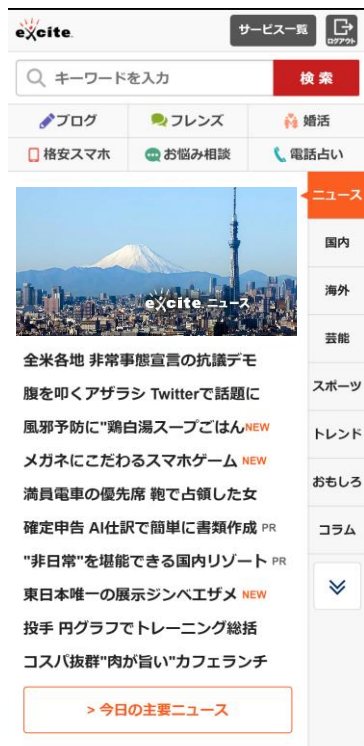 excite.
サービス一覧
ログアウト
キーワードを入力
検索
ブログ
フレンズ
婚活
格安スマホ
お悩み相談
電話占い
excite ニュース
ニュース
国内
海外
芸能
スポーツ
トレンド
おもしろ
コラム
全米各地 非常事態宣言の抗議デモ
腹を叩くアザラシ Twitterで話題に
風邪予防に"鶏白湯スープごはん NEW
メガネにこだわるスマホゲーム NEW
満員電車の優先席 鞄で占領した女
確定申告 AI仕訳で簡単に書類作成 PR
"非日常"を堪能できる国内リゾート PR
東日本唯一の展示ジンベエザメ NEW
投手 円グラフでトレーニング総括
コスパ抜群"肉が旨い"カフェランチ
> 今日の主要ニュース